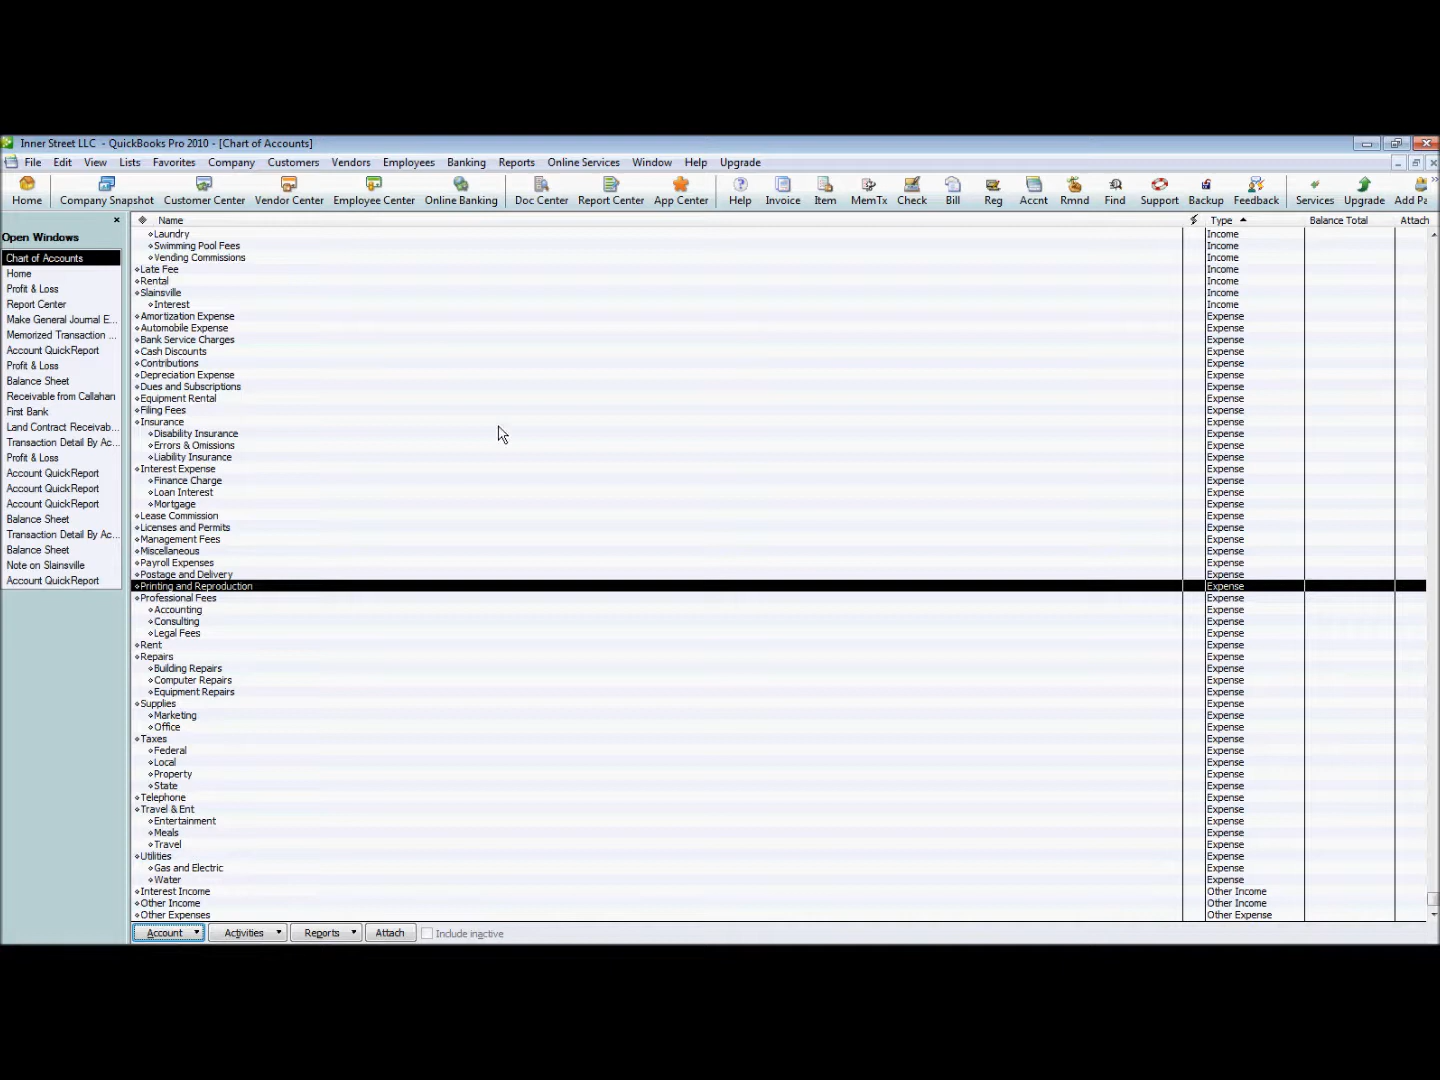 Inner Street LLC - QuickBooks Pro 2010 - [Chart of Accounts]
File Edit View Lists Favorites Company Customers Vendors Employees Banking Reports Online Services Window Help Upgrade
Home Company Snapshot Customer Center Vendor Center Employee Center Online Banking Doc Center Report Center App Center Help Invoice Item MemTx Check Bill Reg Accnt Rmnd Find Support Backup Feedback Services Upgrade Add Pa
Open Windows
Chart of Accounts
Home
Profit & Loss
Report Center
Make General Journal E...
Memorized Transaction ...
Account QuickReport
Profit & Loss
Balance Sheet
Receivable from Callahan
First Bank
Land Contract Receivab...
Transaction Detail By Ac...
Profit & Loss
Account QuickReport
Account QuickReport
Account QuickReport
Balance Sheet
Transaction Detail By Ac...
Balance Sheet
Note on Slainsville
Account QuickReport
Name Type Balance Total Attach
Laundry Income
Swimming Pool Fees Income
Vending Commissions Income
Late Fee Income
Rental Income
Slainsville Income
Interest Income
Amortization Expense Expense
Automobile Expense Expense
Bank Service Charges Expense
Cash Discounts Expense
Contributions Expense
Depreciation Expense Expense
Dues and Subscriptions Expense
Equipment Rental Expense
Filing Fees Expense
Insurance Expense
Disability Insurance Expense
Errors & Omissions Expense
Liability Insurance Expense
Interest Expense Expense
Finance Charge Expense
Loan Interest Expense
Mortgage Expense
Lease Commission Expense
Licenses and Permits Expense
Management Fees Expense
Miscellaneous Expense
Payroll Expenses Expense
Postage and Delivery Expense
Printing and Reproduction Expense
Professional Fees Expense
Accounting Expense
Consulting Expense
Legal Fees Expense
Rent Expense
Repairs Expense
Building Repairs Expense
Computer Repairs Expense
Equipment Repairs Expense
Supplies Expense
Marketing Expense
Office Expense
Taxes Expense
Federal Expense
Local Expense
Property Expense
State Expense
Telephone Expense
Travel & Ent Expense
Entertainment Expense
Meals Expense
Travel Expense
Utilities Expense
Gas and Electric Expense
Water Expense
Interest Income Other Income
Other Income Other Income
Other Expenses Other Expense
Account Activities Reports Attach Include inactive